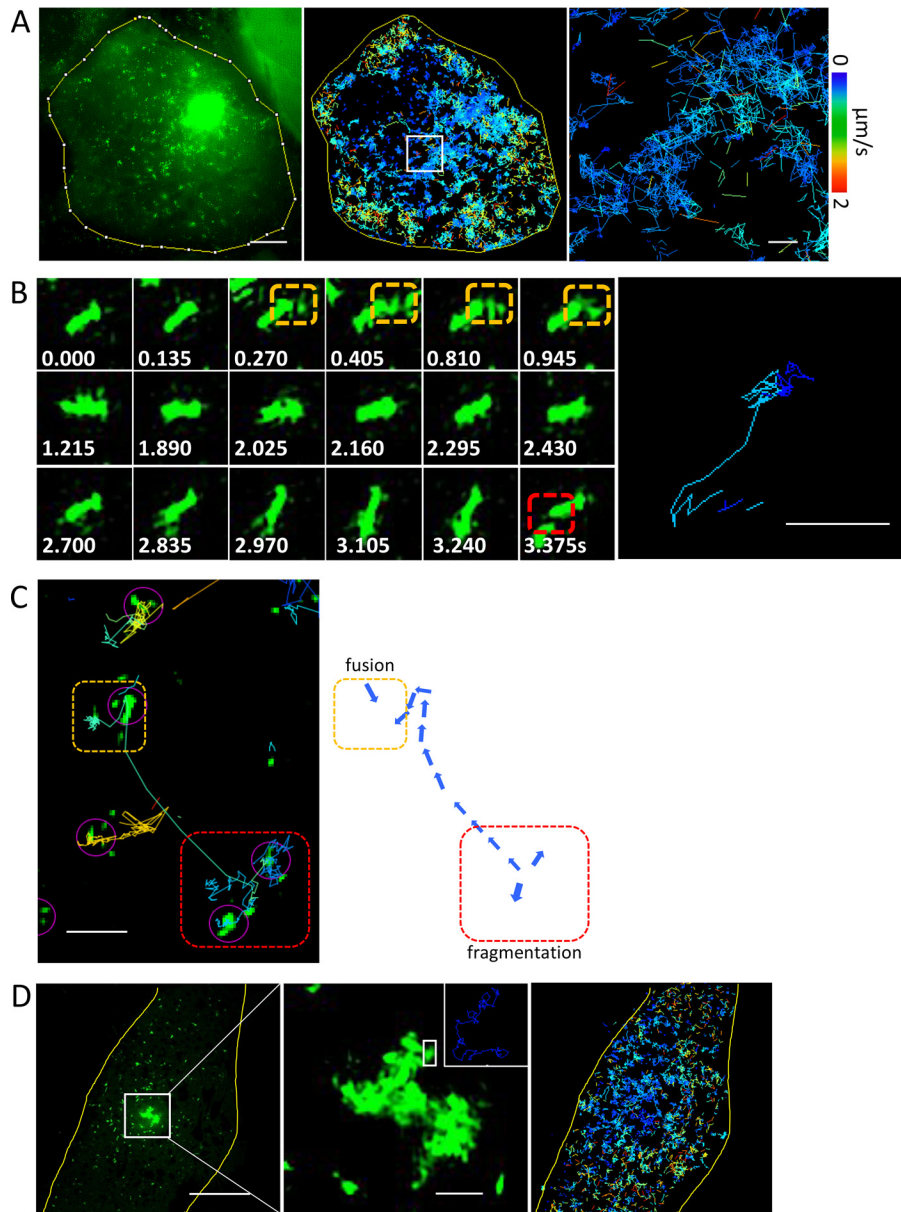 A
0
μm/s
2
B
0.000 0.135 0.270 0.405 0.810 0.945
1.215 1.890 2.025 2.160 2.295 2.430
2.700 2.835 2.970 3.105 3.240 3.375s
C
fusion
fragmentation
D